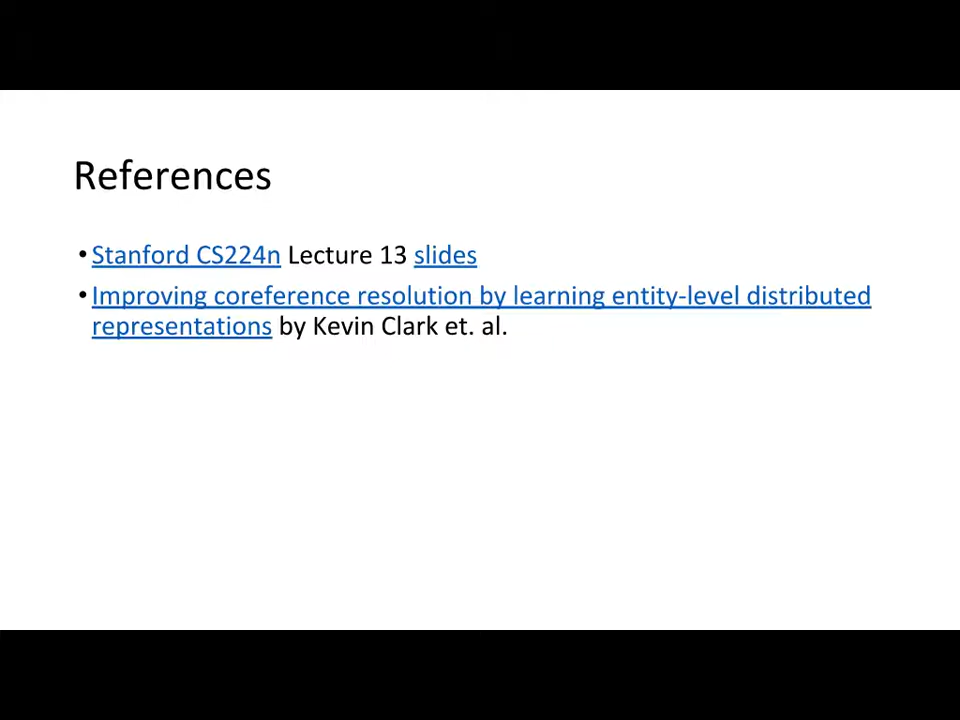 References
• Stanford CS224n Lecture 13 slides
• Improving coreference resolution by learning entity-level distributed
representations by Kevin Clark et. al.